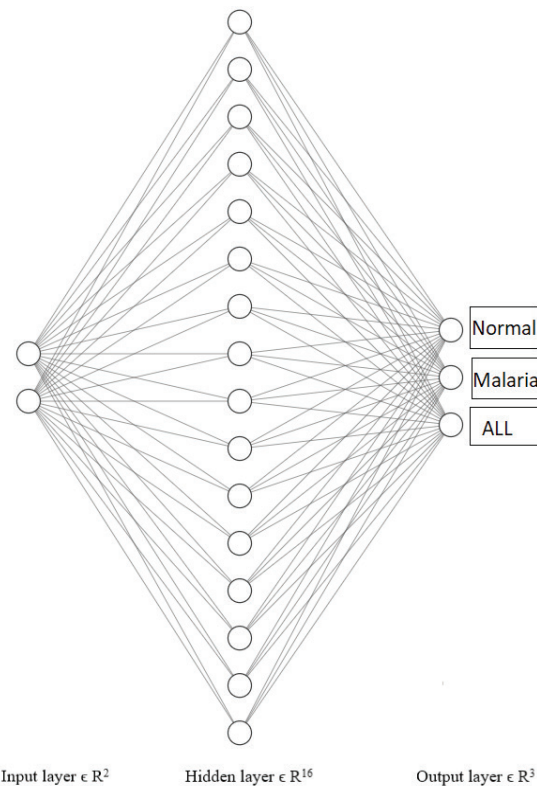 Normal
Malaria
ALL
Input layer ϵ R²
Hidden layer ϵ R¹⁶
Output layer ϵ R³